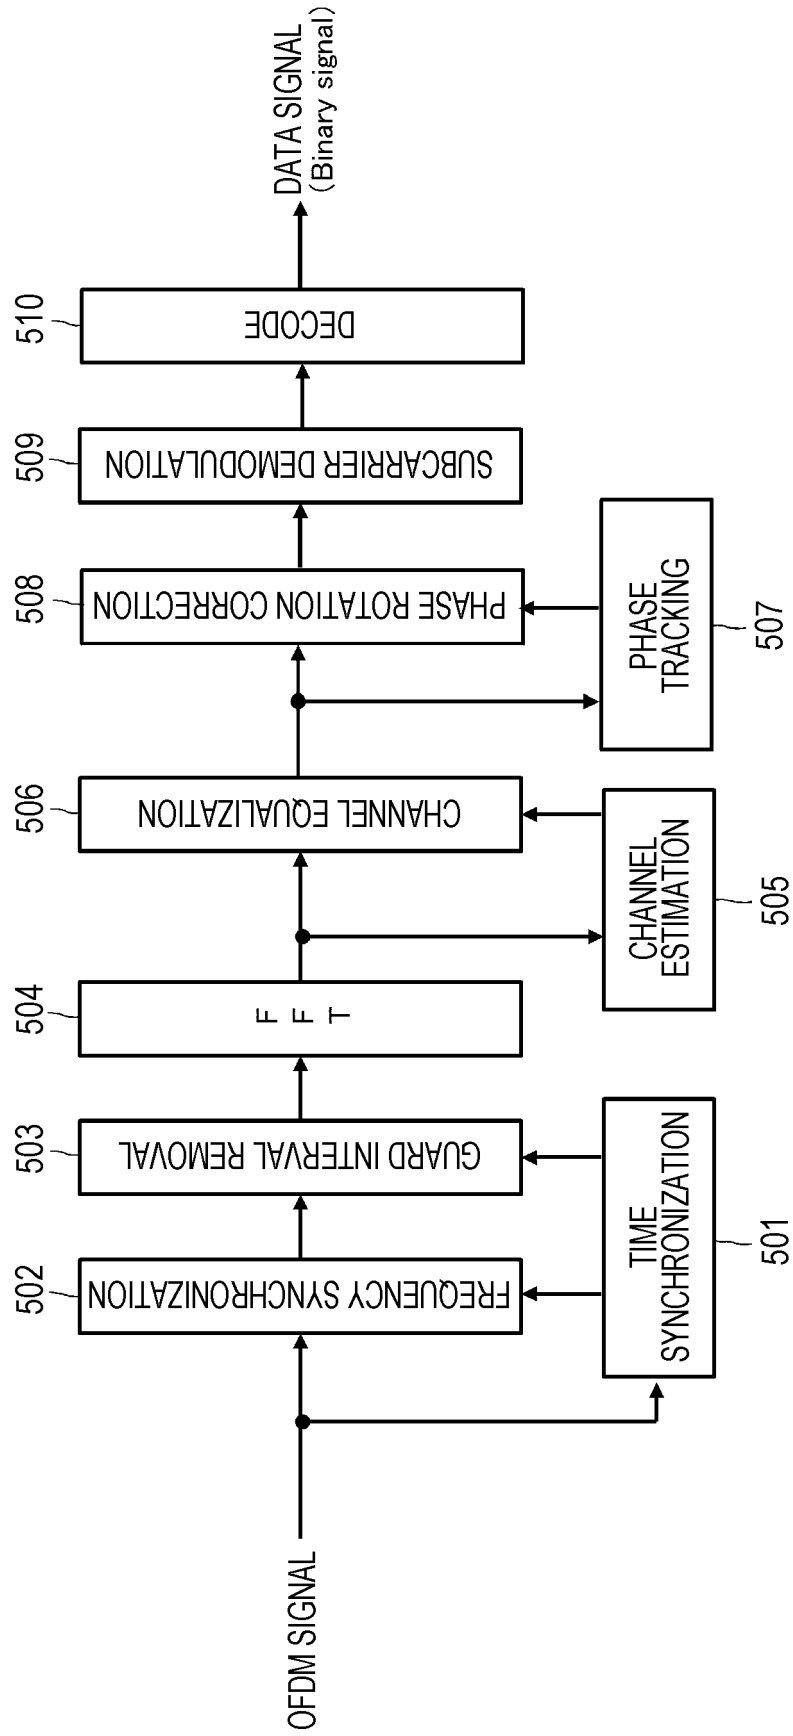 OFDM SIGNAL
502
FREQUENCY SYNCHRONIZATION
503
GUARD INTERVAL REMOVAL
504
F
F
T
506
CHANNEL EQUALIZATION
508
PHASE ROTATION CORRECTION
509
SUBCARRIER DEMODULATION
510
DECODE
DATA SIGNAL
(Binary signal)
TIME
SYNCHRONIZATION
501
CHANNEL
ESTIMATION
505
PHASE
TRACKING
507